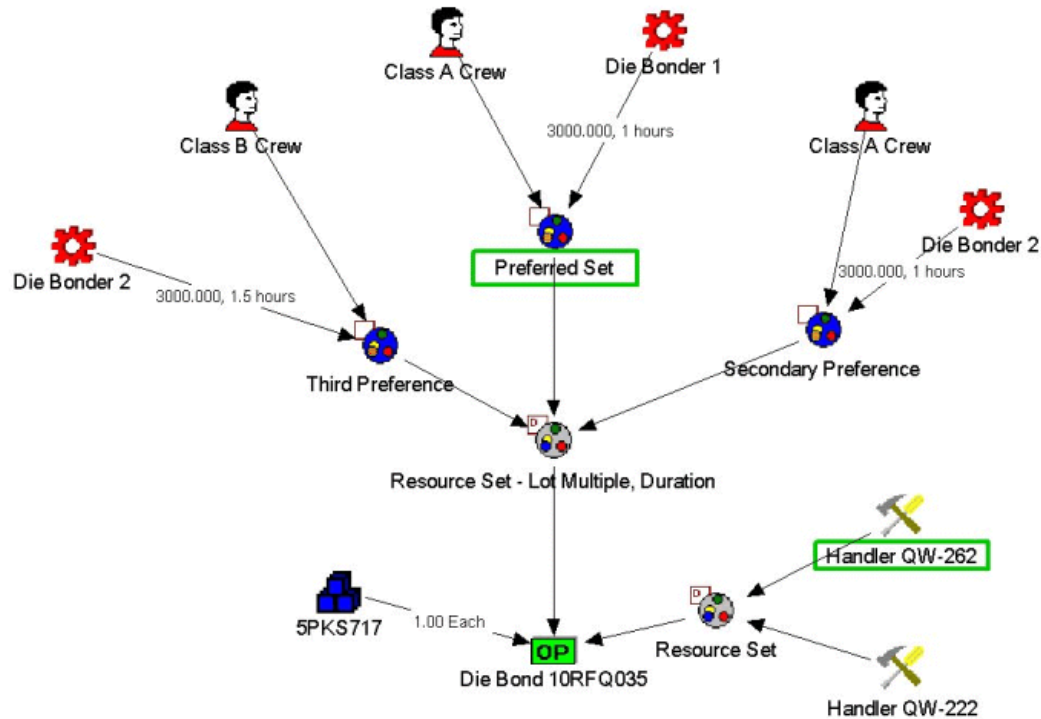 Class A Crew
Die Bonder 1
Class B Crew
3000.000, 1 hours
Class A Crew
Die Bonder 2
Preferred Set
Die Bonder 2
3000.000, 1.5 hours
3000.000, 1 hours
Third Preference
Secondary Preference
D
Resource Set - Lot Multiple, Duration
Handler QW-262
D
5PKS717
1.00 Each
OP
Resource Set
Die Bond 10RFQ035
Handler QW-222